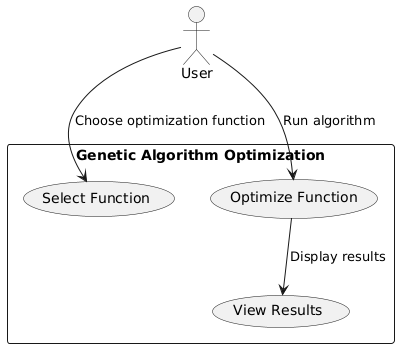 User
Choose optimization function
Run algorithm
Genetic Algorithm Optimization
Select Function
Optimize Function
Display results
View Results